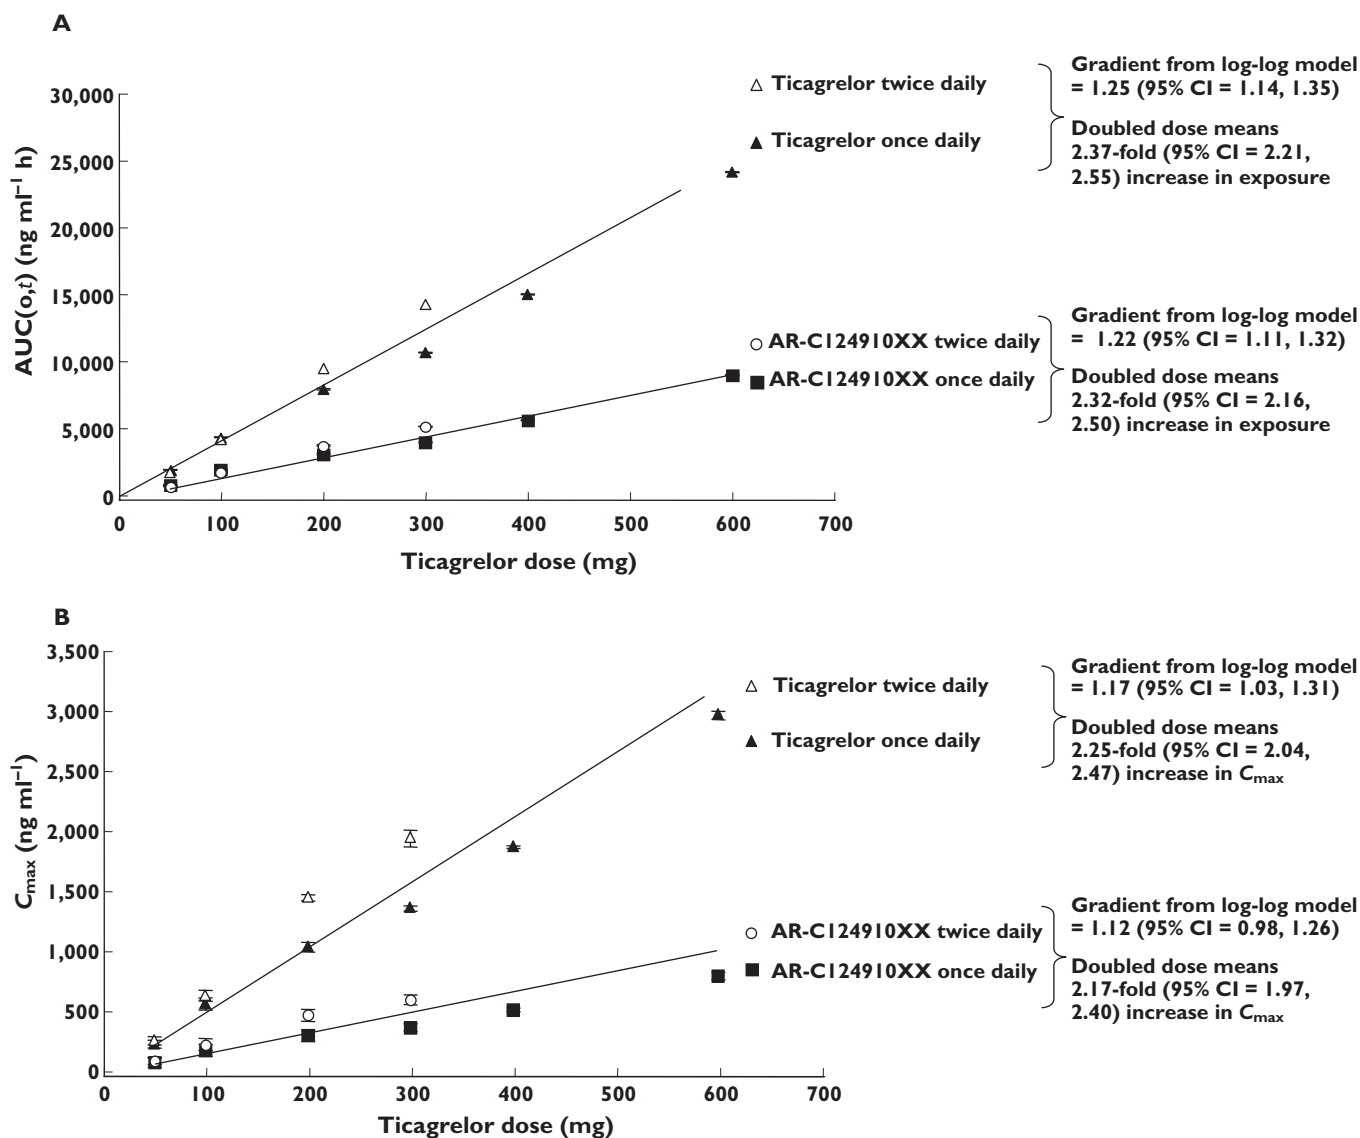 A
Gradient from log-log model
= 1.25 (95% CI = 1.14, 1.35)
Doubled dose means
2.37-fold (95% CI = 2.21,
2.55) increase in exposure
Ticagrelor twice daily
Ticagrelor once daily
30,000
25,000
20,000
15,000
10,000
5,000
0
AUC(o,t) (ng ml⁻¹ h)
AR-C124910XX twice daily
AR-C124910XX once daily
Gradient from log-log model
= 1.22 (95% CI = 1.11, 1.32)
Doubled dose means
2.32-fold (95% CI = 2.16,
2.50) increase in exposure
0 100 200 300 400 500 600 700
Ticagrelor dose (mg)
B
3,500
3,000
2,500
2,000
1,500
1,000
500
0
Cmax (ng ml⁻¹)
Ticagrelor twice daily
Ticagrelor once daily
Gradient from log-log model
= 1.17 (95% CI = 1.03, 1.31)
Doubled dose means
2.25-fold (95% CI = 2.04,
2.47) increase in Cmax
AR-C124910XX twice daily
AR-C124910XX once daily
Gradient from log-log model
= 1.12 (95% CI = 0.98, 1.26)
Doubled dose means
2.17-fold (95% CI = 1.97,
2.40) increase in Cmax
0 100 200 300 400 500 600 700
Ticagrelor dose (mg)